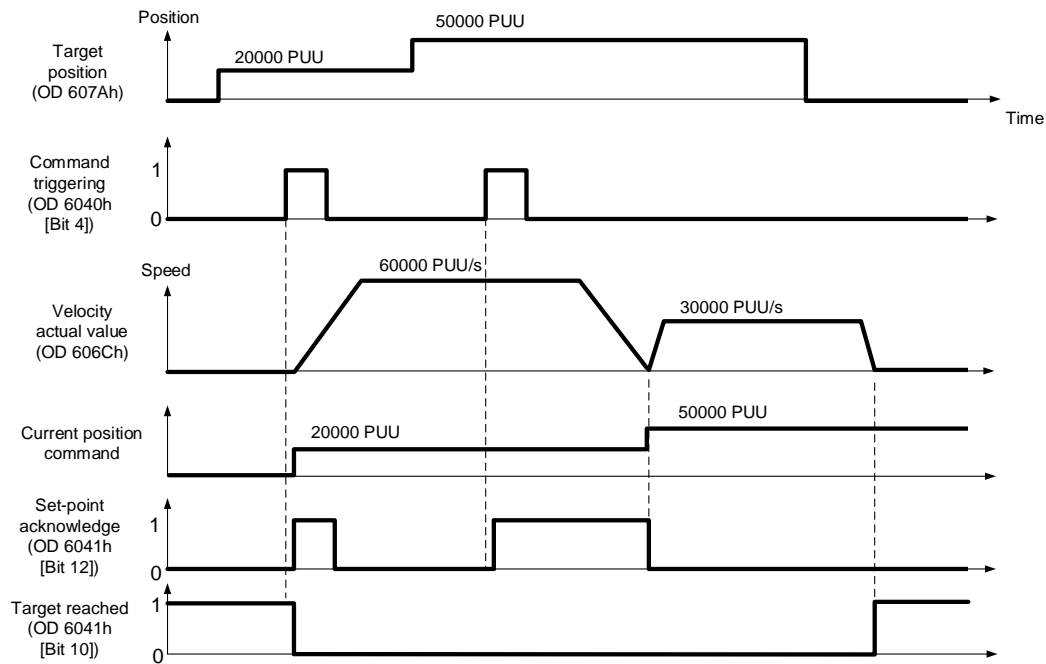 Position
50000 PUU
20000 PUU
Target
position
(OD 607Ah)
Time
Command
triggering
(OD 6040h
[Bit 4])
1
0
Speed
60000 PUU/s
30000 PUU/s
Velocity
actual value
(OD 606Ch)
50000 PUU
20000 PUU
Current position
command
Set-point
acknowledge
(OD 6041h
[Bit 12])
1
0
Target reached
(OD 6041h
[Bit 10])
1
0